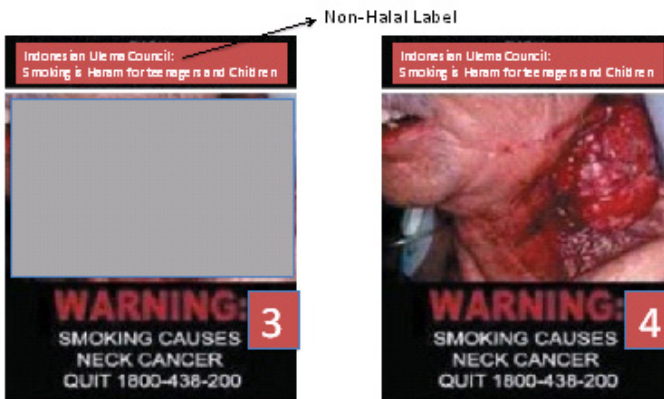 Non-Halal Label
Indonesian Ulema Council:
Smoking is Haram for teenagers and Children
Indonesian Ulema Council:
Smoking is Haram for teenagers and Children
WARNING:
3
SMOKING CAUSES
NECK CANCER
QUIT 1800-438-200
WARNING:
4
SMOKING CAUSES
NECK CANCER
QUIT 1800-438-200